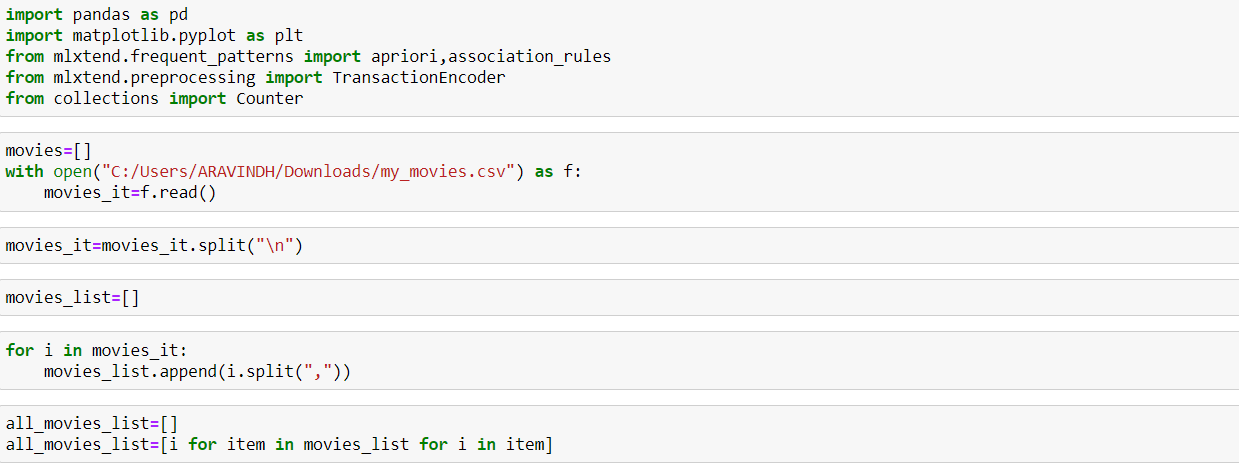 import pandas as pd
import matplotlib.pyplot as plt
from mlxtend.frequent_patterns import apriori,association_rules
from mlxtend.preprocessing import TransactionEncoder
from collections import Counter
movies=[]
with open("C:/Users/ARAVINDH/Downloads/my_movies.csv") as f:
    movies_it=f.read()
movies_it=movies_it.split("\n")
movies_list=[]
for i in movies_it:
    movies_list.append(i.split(","))
all_movies_list=[]
all_movies_list=[i for item in movies_list for i in item]